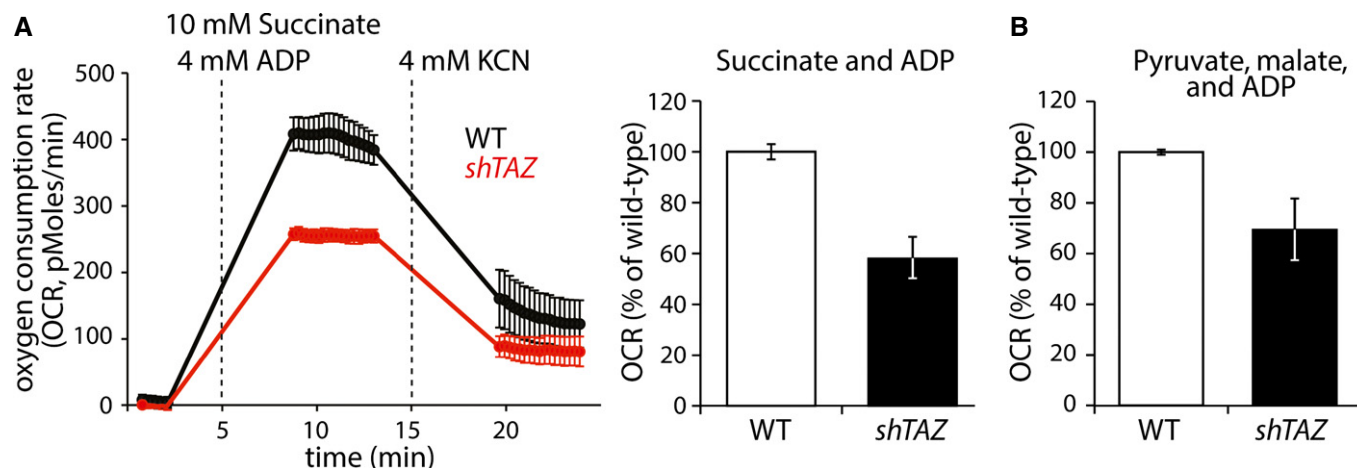 A
10 mM Succinate
4 mM ADP
4 mM KCN
oxygen consumption rate
(OCR, pMoles/min)
500
400
300
200
100
0
WT
shTAZ
5
10
15
20
time (min)
Succinate and ADP
OCR (% of wild-type)
120
100
80
60
40
20
0
WT
shTAZ
B
Pyruvate, malate,
and ADP
OCR (% of wild-type)
120
100
80
60
40
20
0
WT
shTAZ